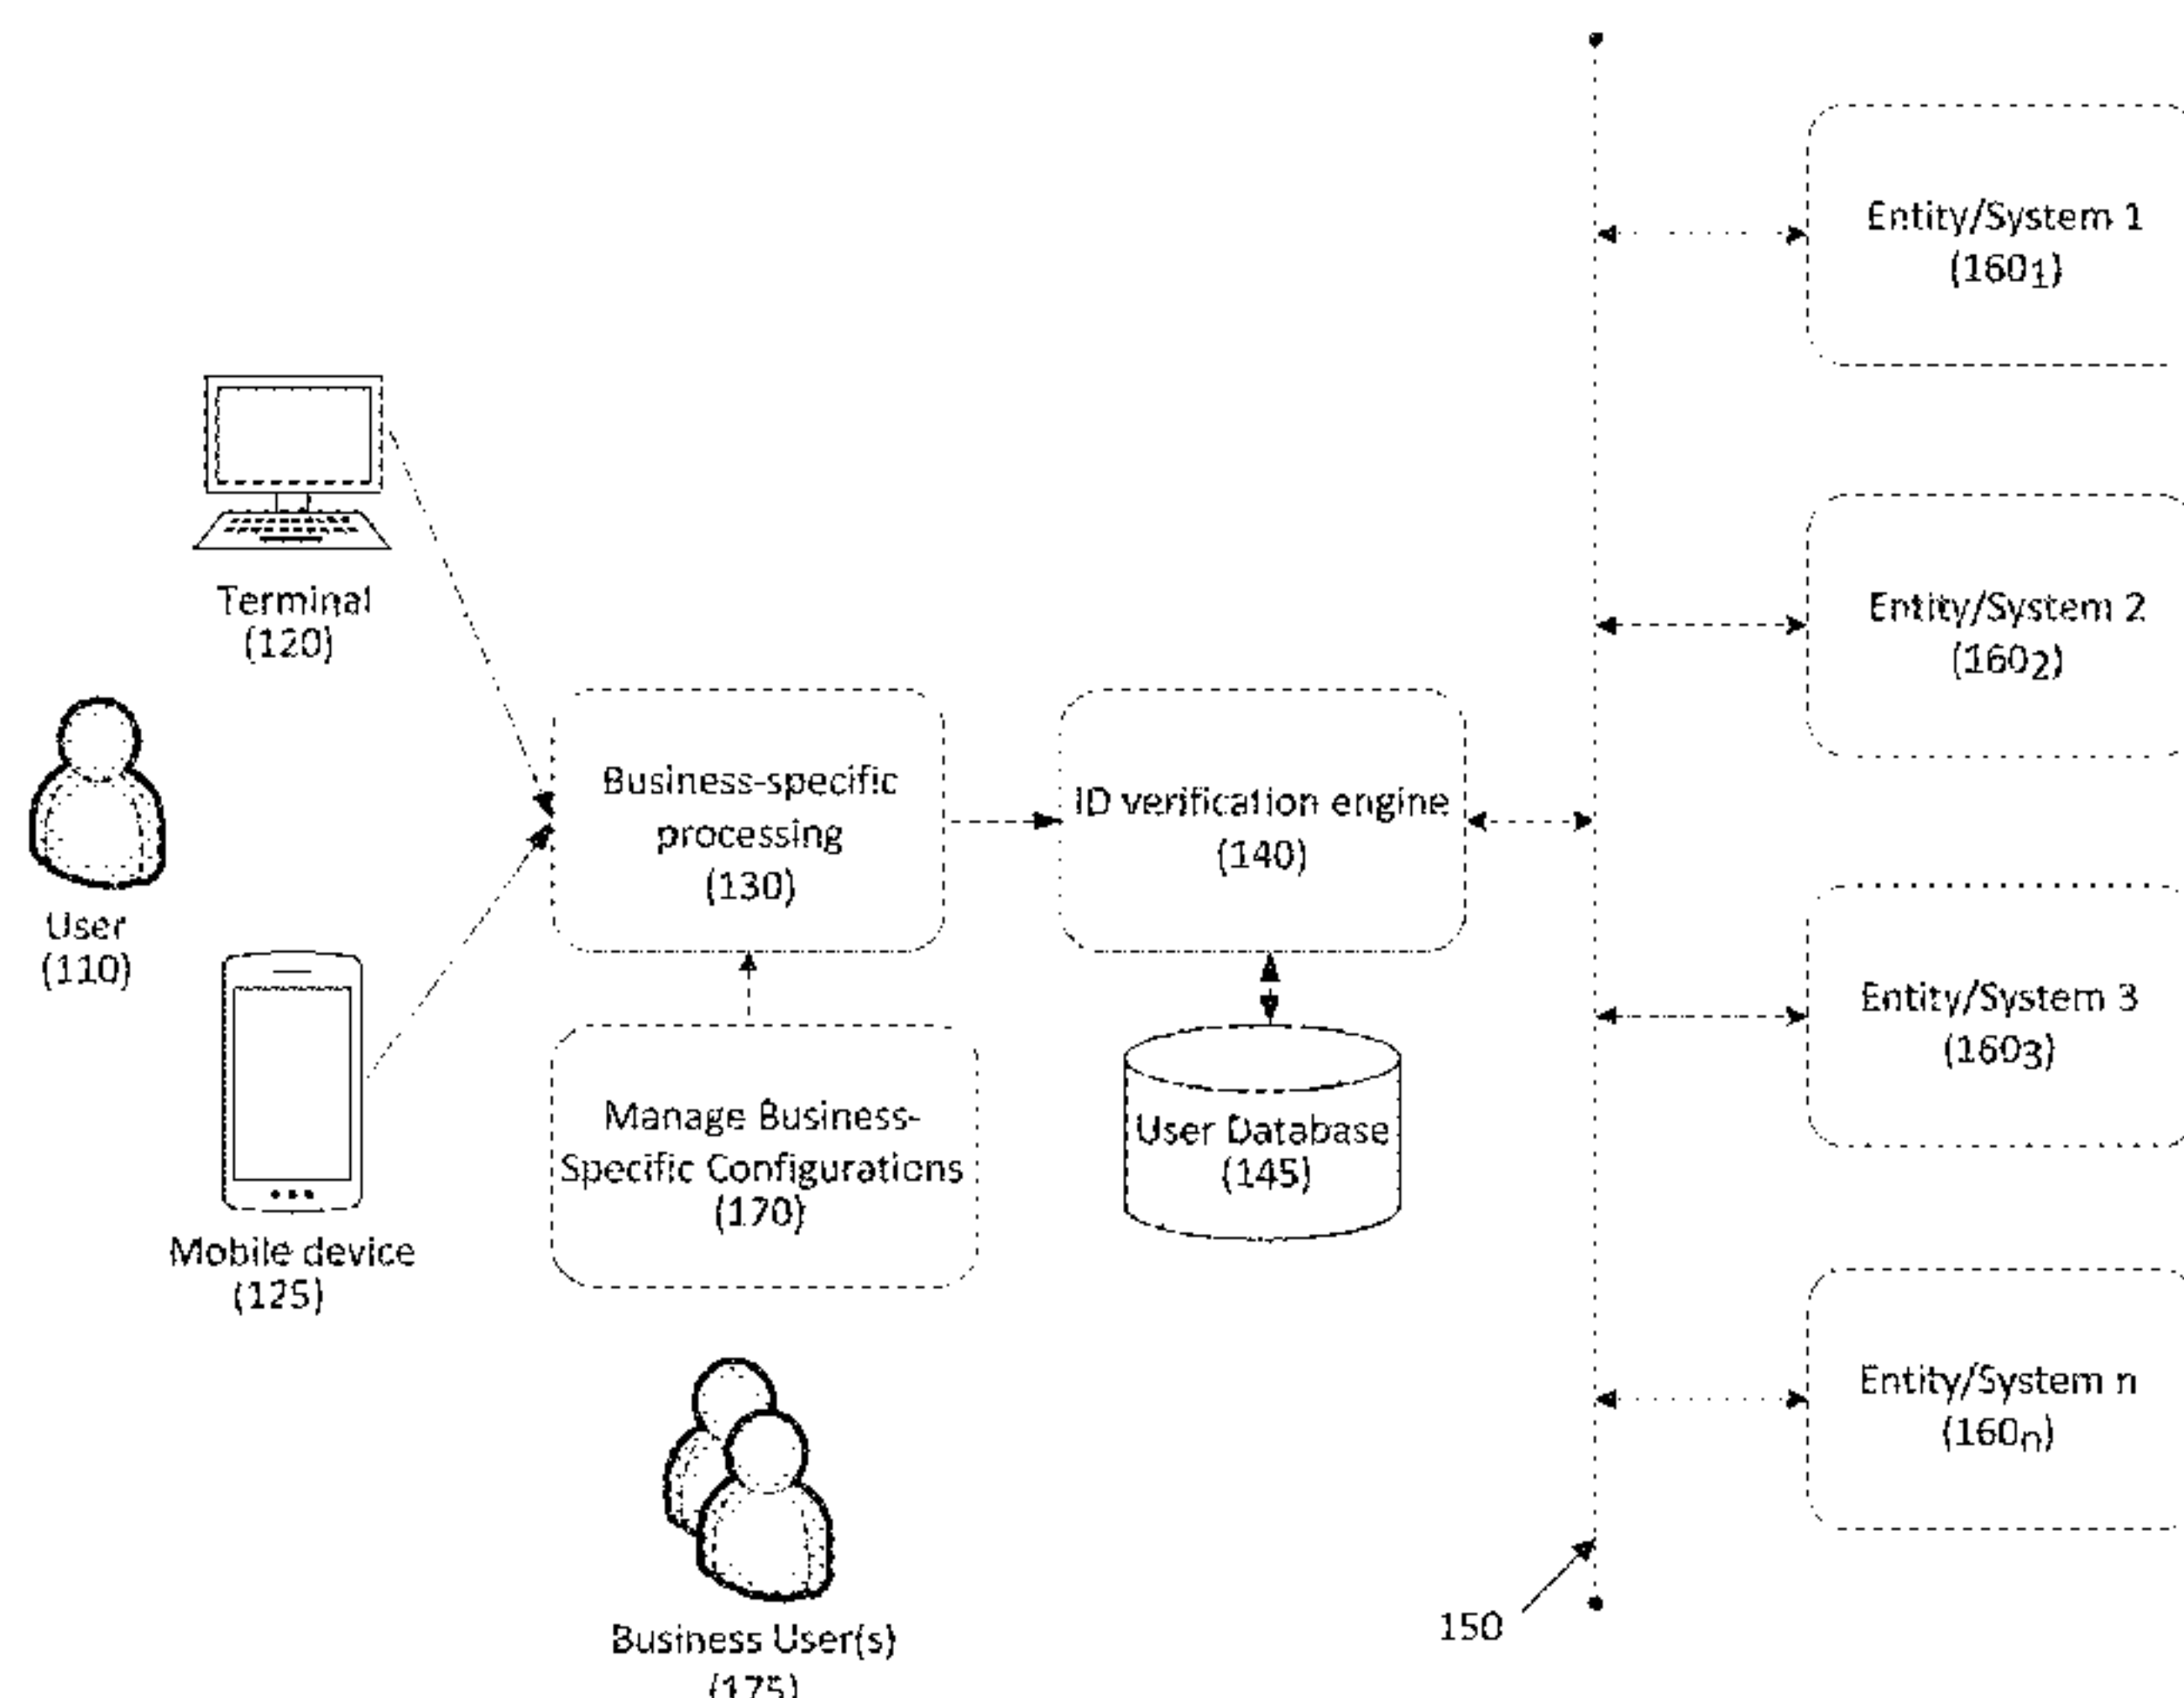 Entity/System 1
(160₁)
Terminal
(120)
Entity/System 2
(160₂)
User
(110)
Business-specific
processing
(130)
ID verification engine
(140)
Mobile device
(125)
Manage Business-
Specific Configurations
(170)
User Database
(145)
Entity/System 3
(160₃)
Entity/System n
(160ₙ)
Business User(s)
(175)
150